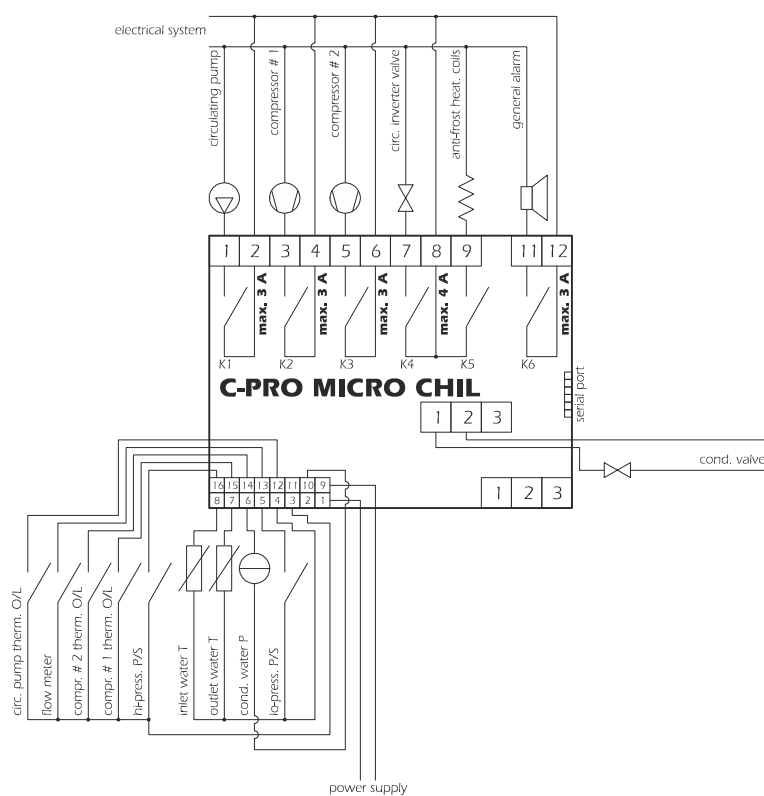 electrical system
circulating pump
compressor # 1
compressor # 2
circ. inverter valve
anti-frost heat. coils
general alarm
1 2 3 4 5 6 7 8 9 11 12
max. 3 A
max. 3 A
max. 3 A
max. 4 A
max. 3 A
K1 K2 K3 K4 K5 K6
C-PRO MICRO CHIL
serial port
1 2 3
cond. valve
16 15 14 13 12 11 10 9
8 7 6 5 4 3 2 1
1 2 3
circ. pump therm. O/L
flow meter
compr. # 2 therm. O/L
compr. # 1 therm. O/L
hi-press. P/S
inlet water T
outlet water T
cond. water P
lo-press. P/S
power supply